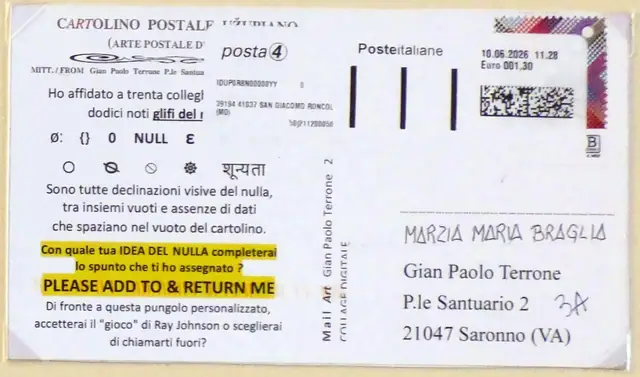 CARTOLINO POSTALE UŽUPIANO
(ARTE POSTALE D'
MITT./FROM Gian Paolo Terrone P.le Santua
Ho affidato a trenta collegh
dodici noti glifi del
ø: {} 0 NULL ε
शून्यता
Sono tutte declinazioni visive del nulla,
tra insiemi vuoti e assenze di dati
che spaziano nel vuoto del cartolino.
Con quale tua IDEA DEL NULLA completerai
lo spunto che ti ho assegnato ?
PLEASE ADD TO & RETURN ME
Di fronte a questa pungolo personalizzato,
accetterai il "gioco" di Ray Johnson o sceglierai
di chiamarti fuori?
posta 4
Posteitaliane
10.06.2026 11.28
Euro 001.30
39194 41037 SAN GIACOMO RONCOL
(MO)
Mail Art Gian Paolo Terrone 2
COLLAGE DIGITALE
MARZIA MARIA BRAGLIA
Gian Paolo Terrone
P.le Santuario 2 3A
21047 Saronno (VA)